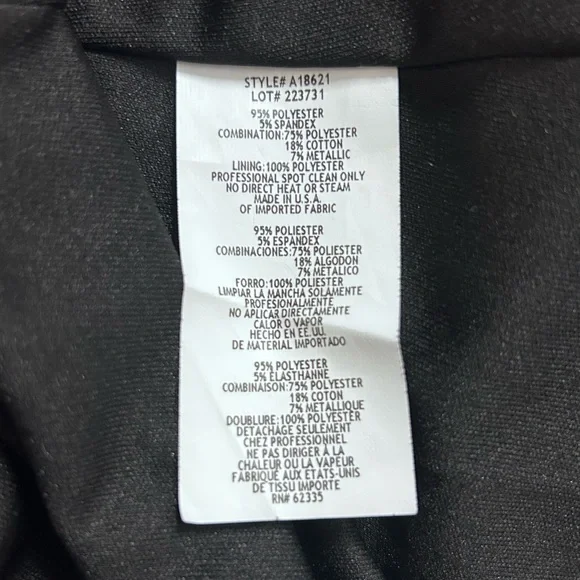 STYLE# A18621
LOT# 223731
95% POLYESTER
5% SPANDEX
COMBINATION:75% POLYESTER
18% COTTON
7% METALLIC
LINING:100% POLYESTER
PROFESSIONAL SPOT CLEAN ONLY
NO DIRECT HEAT OR STEAM
MADE IN U.S.A.
OF IMPORTED FABRIC
95% POLIESTER
5% ESPANDEX
COMBINACIONES:75% POLIESTER
18% ALGODON
7% METALICO
FORRO:100% POLIESTER
LIMPIAR LA MANCHA SOLAMENTE
PROFESIONALMENTE
NO APLICAR DIRECTAMENTE
CALOR O VAPOR
HECHO EN EE.UU.
DE MATERIAL IMPORTADO
95% POLYESTER
5% ELASTHANNE
COMBINAISON:75% POLYESTER
18% COTON
7% METALLIQUE
DOUBLURE:100% POLYESTER
DETACHAGE SEULEMENT
CHEZ PROFESSIONNEL
NE PAS DIRIGER À LA
CHALEUR OU LA VAPEUR
FABRIQUÉ AUX ÉTATS-UNIS
DE TISSU IMPORTE
RN# 62335